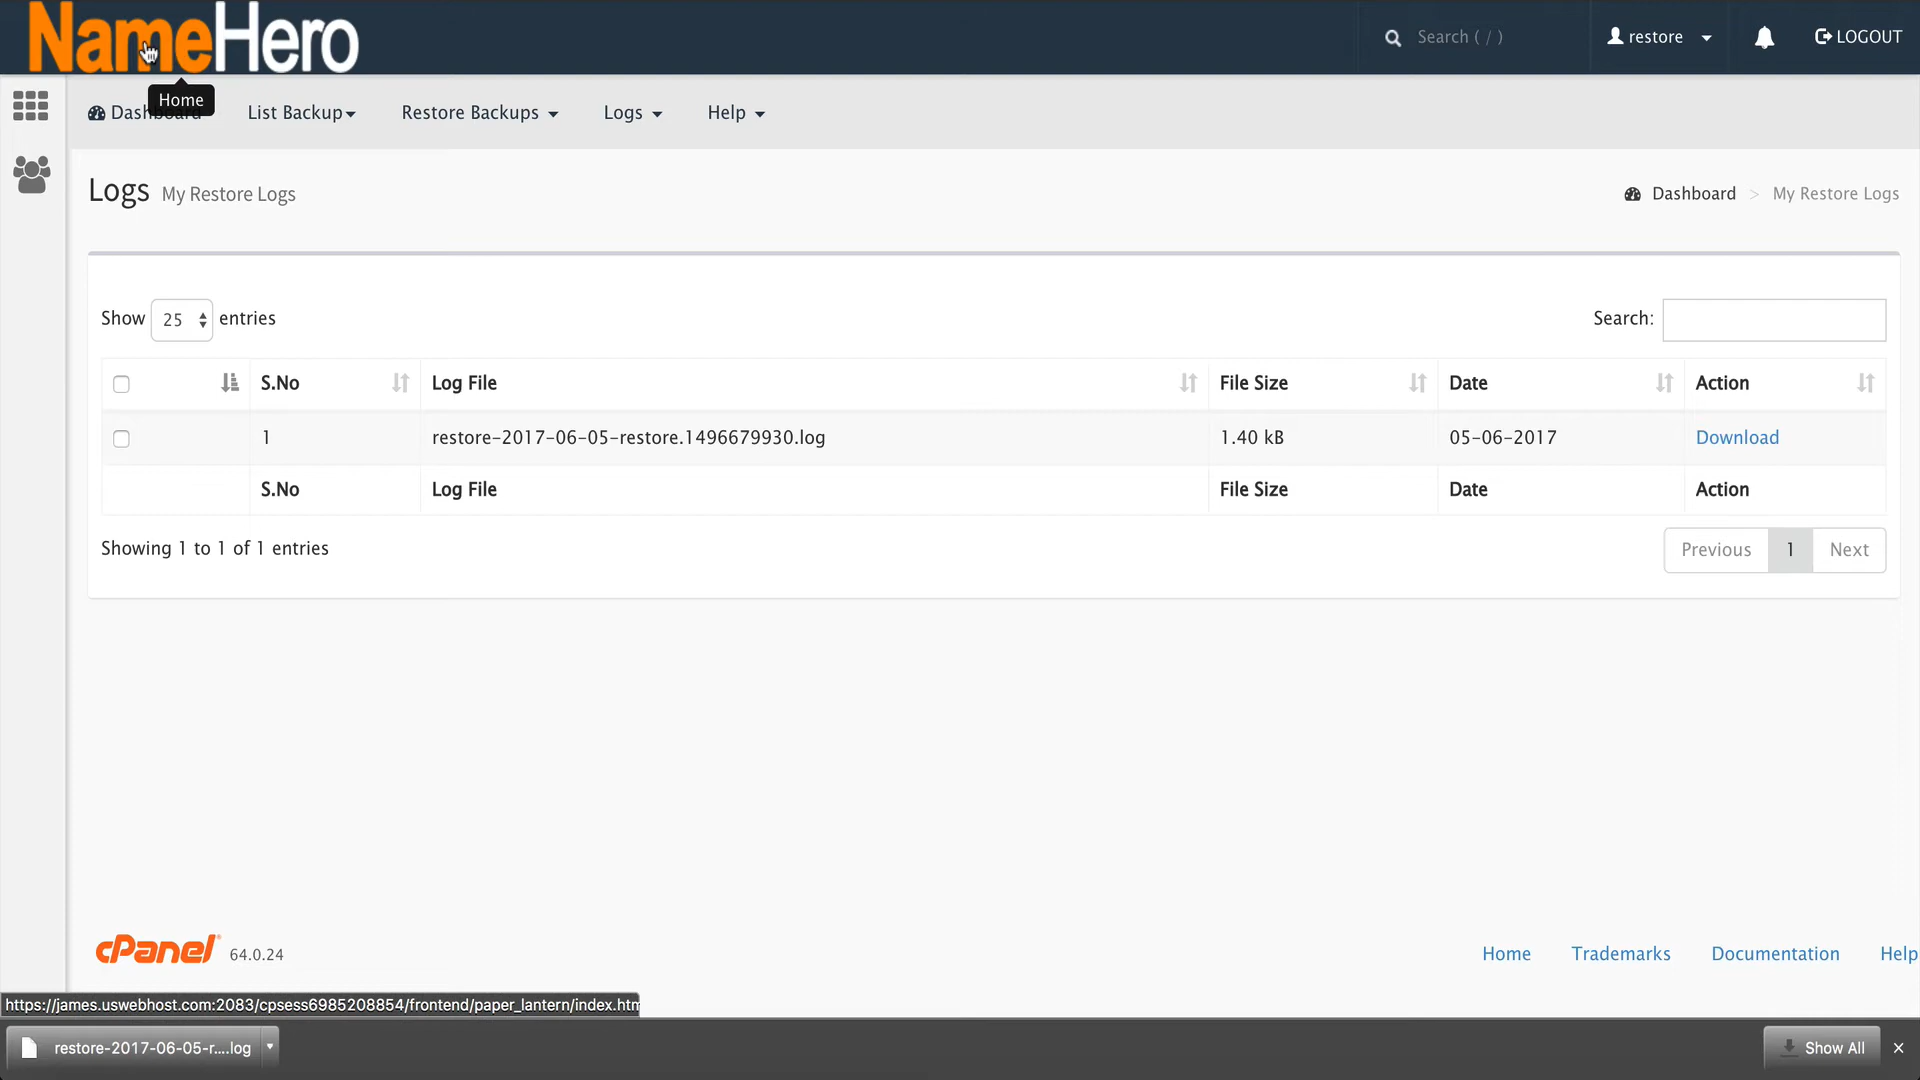 NameHero
Search ( / )
restore
LOGOUT
Home
Dashboard
List Backup
Restore Backups
Logs
Help
Logs My Restore Logs
Dashboard > My Restore Logs
Show 25 entries
Search:
S.No Log File File Size Date Action
1 restore-2017-06-05-restore.1496679930.log 1.40 kB 05-06-2017 Download
S.No Log File File Size Date Action
Showing 1 to 1 of 1 entries
Previous 1 Next
cPanel 64.0.24
Home Trademarks Documentation Help
https://james.uswebhost.com:2083/cpsess6985208854/frontend/paper_lantern/index.htm
restore-2017-06-05-r....log
Show All